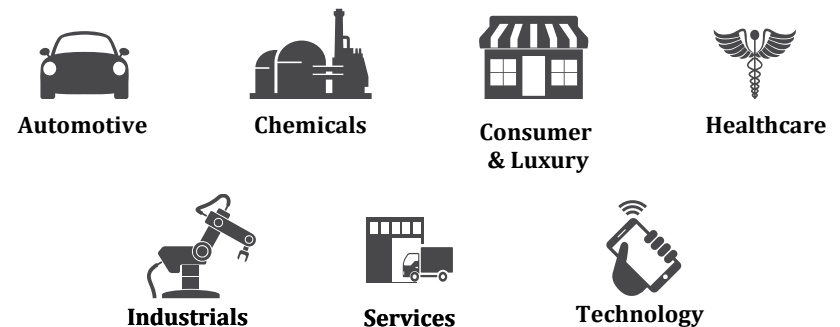 Automotive
Chemicals
Consumer
& Luxury
Healthcare
Industrials
Services
Technology